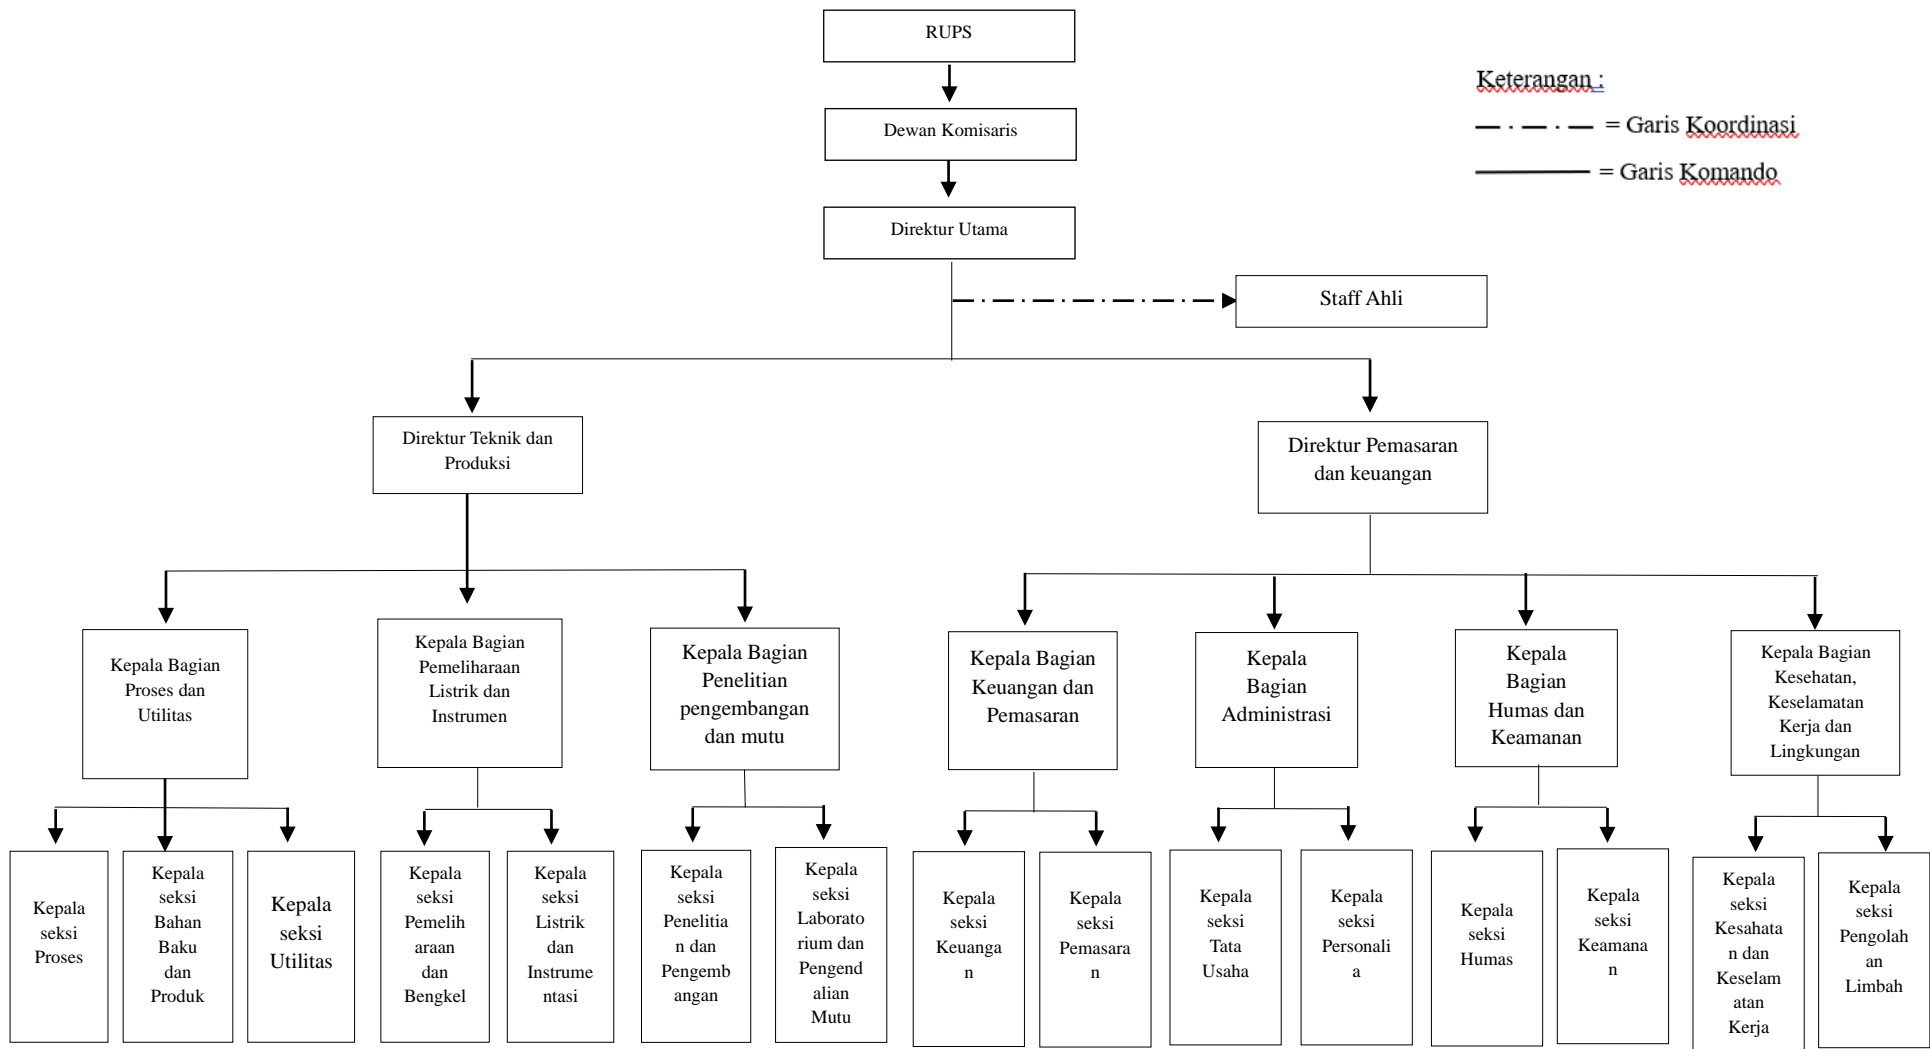 RUPS
Keterangan :
= Garis Koordinasi
= Garis Komando
Dewan Komisaris
Direktur Utama
Staff Ahli
Direktur Teknik dan
Produksi
Direktur Pemasaran
dan keuangan
Kepala Bagian
Proses dan
Utilitas
Kepala Bagian
Pemeliharaan
Listrik dan
Instrumen
Kepala Bagian
Penelitian
pengembangan
dan mutu
Kepala Bagian
Keuangan dan
Pemasaran
Kepala
Bagian
Administrasi
Kepala
Bagian
Humas dan
Keamanan
Kepala Bagian
Kesehatan,
Keselamatan
Kerja dan
Lingkungan
Kepala
seksi
Proses
Kepala
seksi
Bahan
Baku
dan
Produk
Kepala
seksi
Utilitas
Kepala
seksi
Pemelih
araan
dan
Bengkel
Kepala
seksi
Listrik
dan
Instrume
ntasi
Kepala
seksi
Penelitia
n dan
Pengemb
angan
Kepala
seksi
Laborato
rium dan
Pengend
alian
Mutu
Kepala
seksi
Keuanga
n
Kepala
seksi
Pemasara
n
Kepala
seksi
Tata
Usaha
Kepala
seksi
Personali
a
Kepala
seksi
Humas
Kepala
seksi
Keamana
n
Kepala
seksi
Kesahata
n dan
Keselam
atan
Kerja
Kepala
seksi
Pengolah
an
Limbah